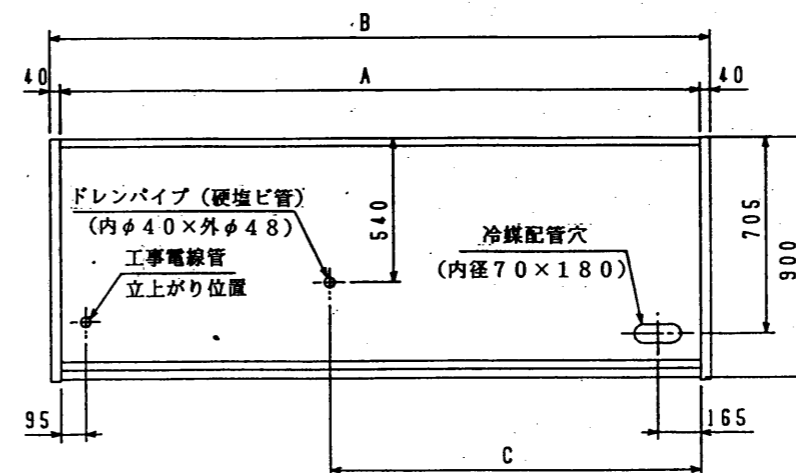 B
40
A
40
ドレンパイプ（硬塩ビ管）
（内φ40×外φ48）
540
冷媒配管穴
（内径70×180）
705
900
工事電線管
立上がり位置
95
165
C